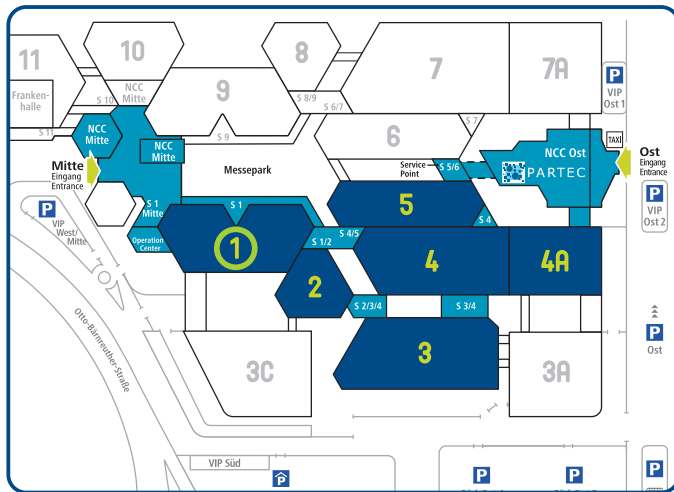 11
Franken-
halle
10
NCC
Mitte
S 10
S 11
9
S 9
8
S 8/9
S 6/7
7
7A
P
VIP
Ost 1
TAXI
NCC
Mitte
NCC
Mitte
Mitte
Eingang
Entrance
Messepark
6
S 7
Service
Point
S 5/6
NCC Ost
PARTEC
Ost
Eingang
Entrance
P
VIP
Ost 2
P
VIP
West/
Mitte
S 1
Mitte
Operation
Center
S 1
1
S 1/2
S 4/5
5
S 4
2
4
4A
S 2/3/4
S 3/4
3
3C
3A
P
Ost
Otto-Bärnreuther-Straße
VIP Süd
P
P
P
P